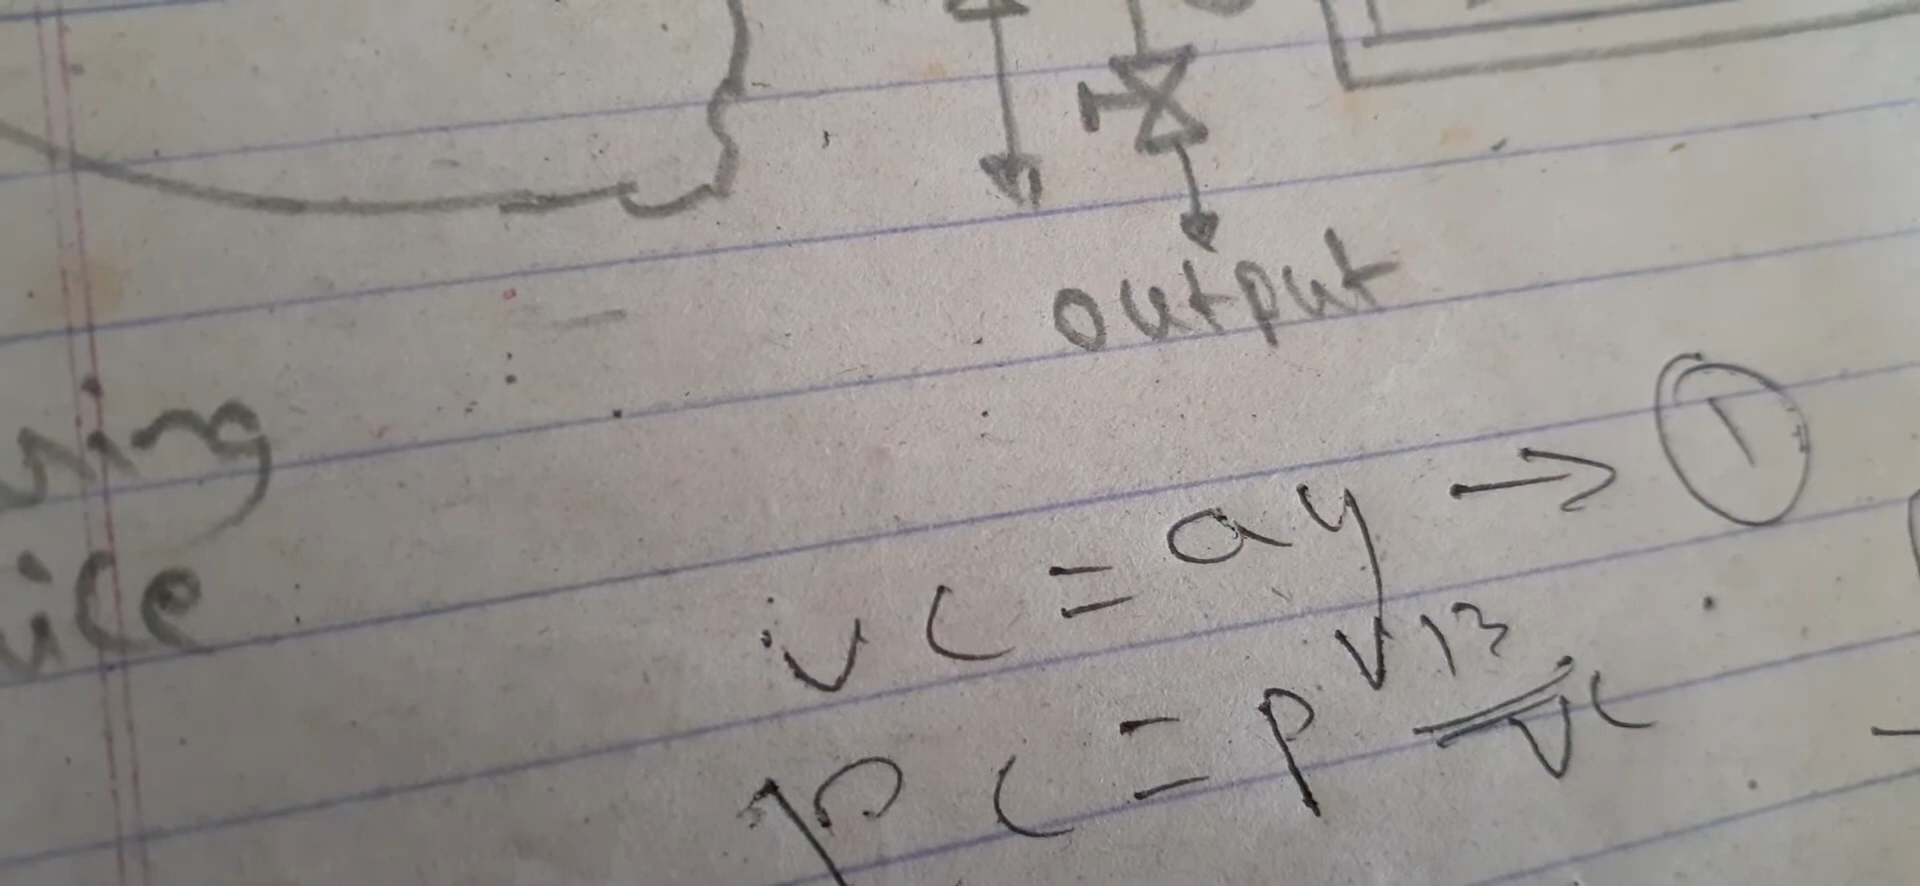 output
ing
ice
vc = ay → ①
pc = p V13 / vc